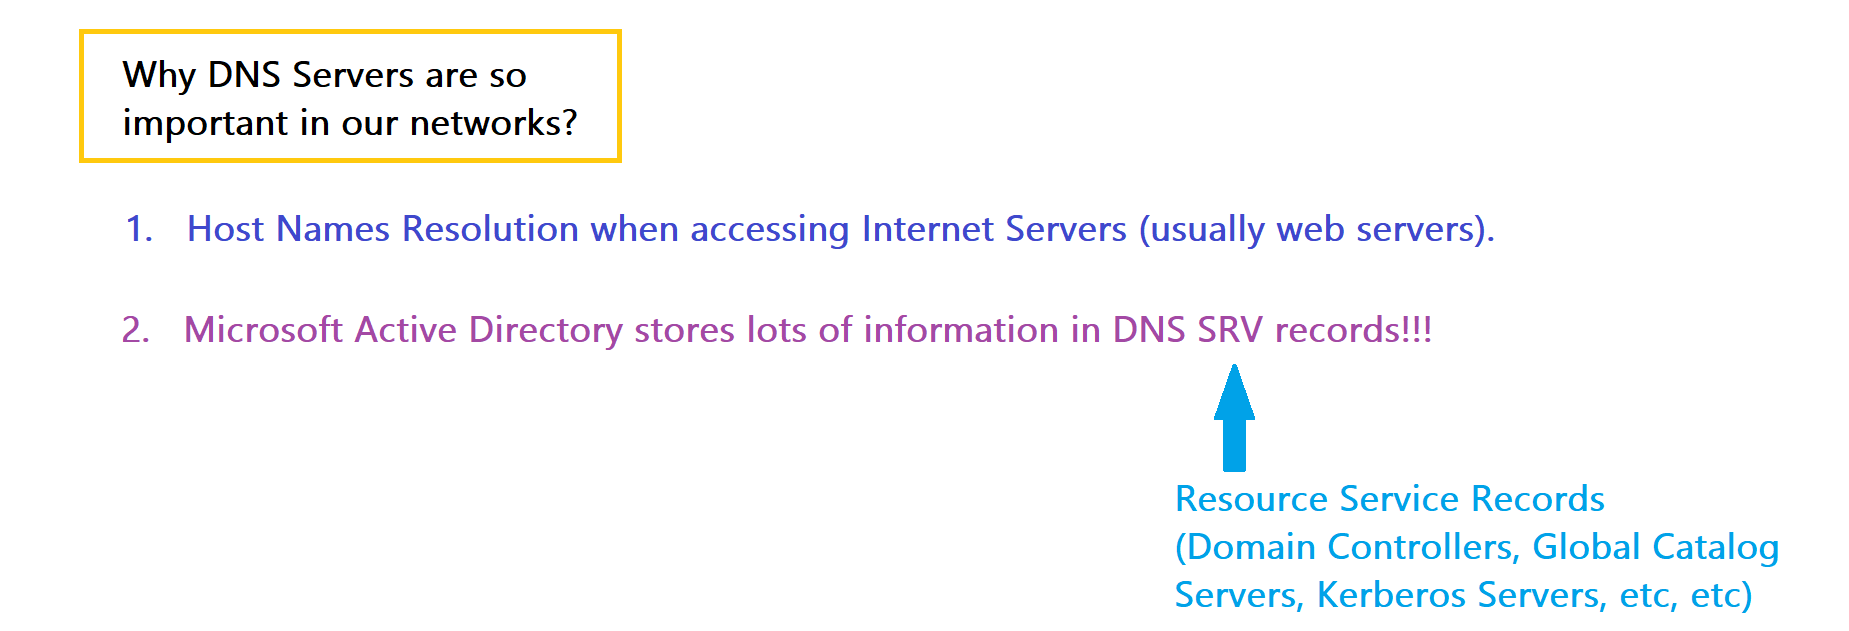 Why DNS Servers are so
important in our networks?
1. Host Names Resolution when accessing Internet Servers (usually web servers).
2. Microsoft Active Directory stores lots of information in DNS SRV records!!!
Resource Service Records
(Domain Controllers, Global Catalog
Servers, Kerberos Servers, etc, etc)